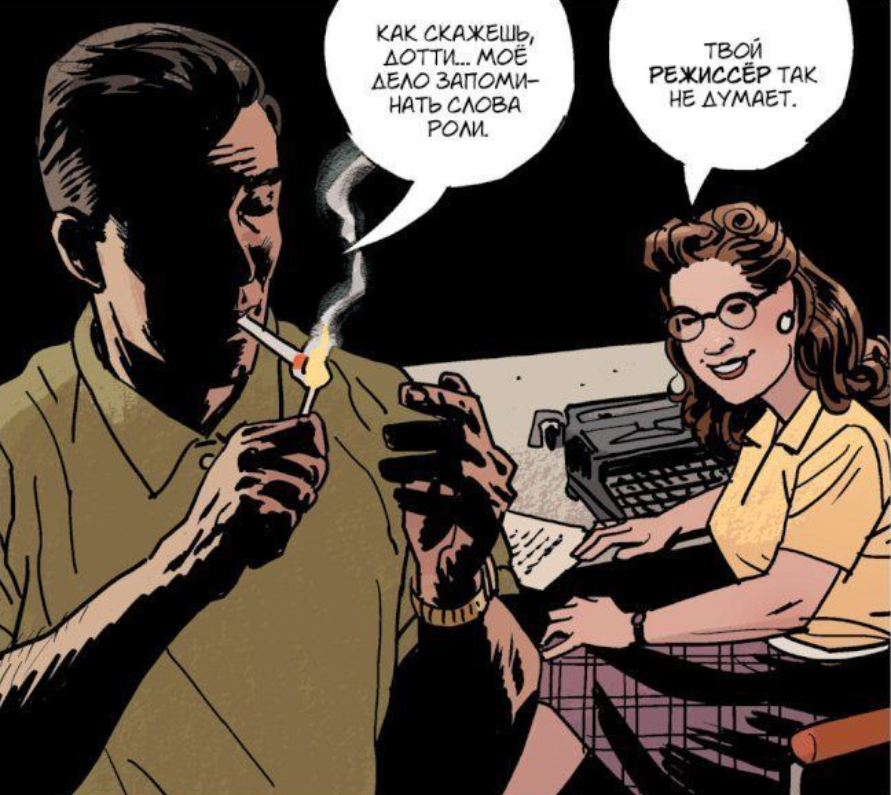 КАК СКАЖЕШЬ,
ДОТТИ... МОЁ
ДЕЛО ЗАПОМИ-
НАТЬ СЛОВА
РОЛИ.
ТВОЙ
РЕЖИССЁР ТАК
НЕ ДУМАЕТ.